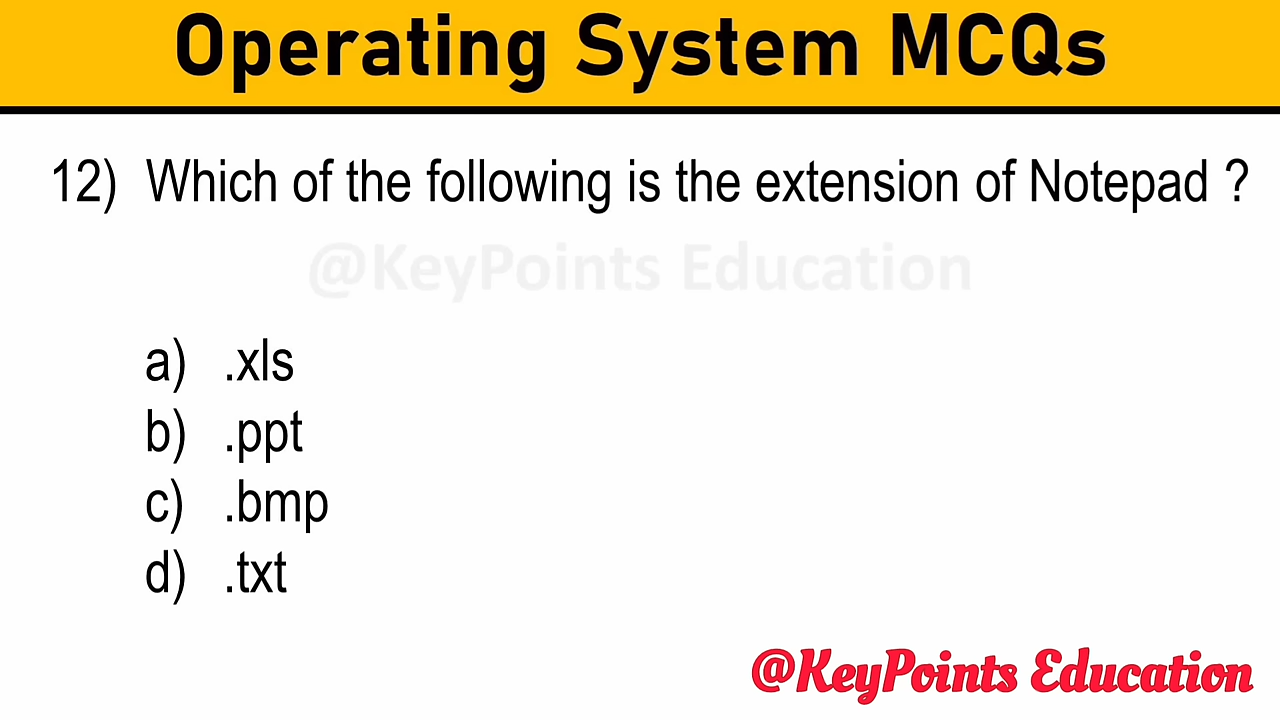 Operating System MCQs
12) Which of the following is the extension of Notepad ?
@KeyPoints Education
a) .xls
b) .ppt
c) .bmp
d) .txt
@KeyPoints Education